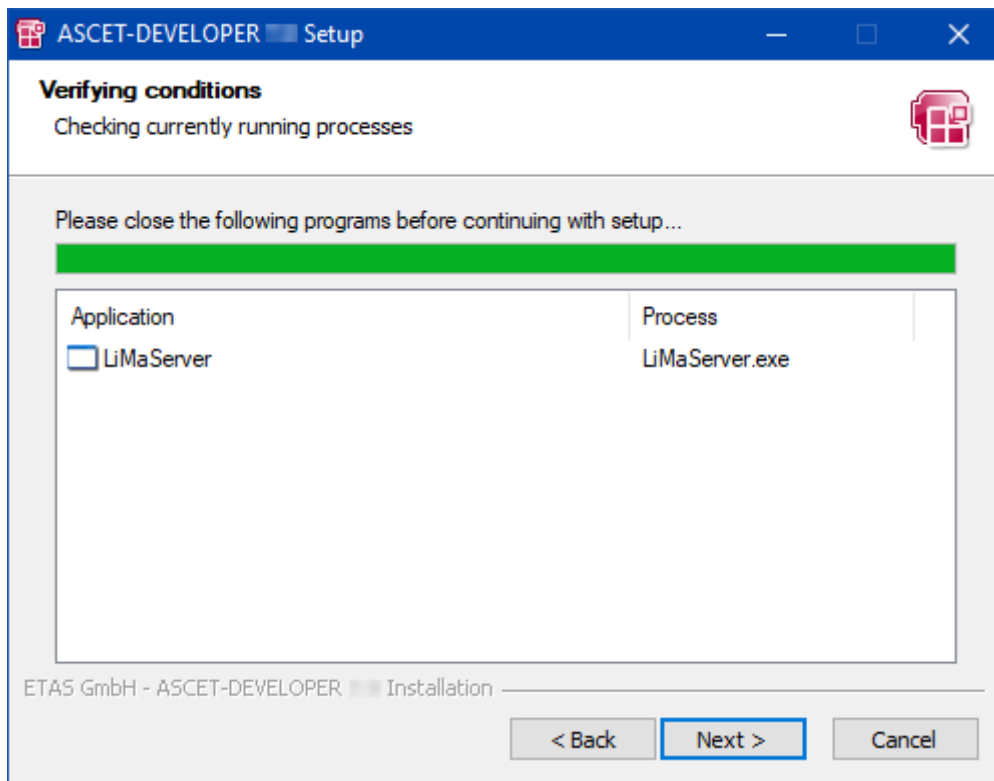 ASCET-DEVELOPER Setup
Verifying conditions
Checking currently running processes
Please close the following programs before continuing with setup...
Application Process
LiMaServer LiMaServer.exe
ETAS GmbH - ASCET-DEVELOPER Installation
< Back Next > Cancel